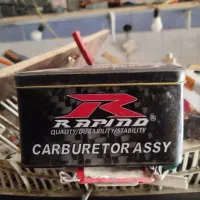 R
RAPIDO
QUALITY/DURABILITY/STABILITY
CARBURETOR ASSY